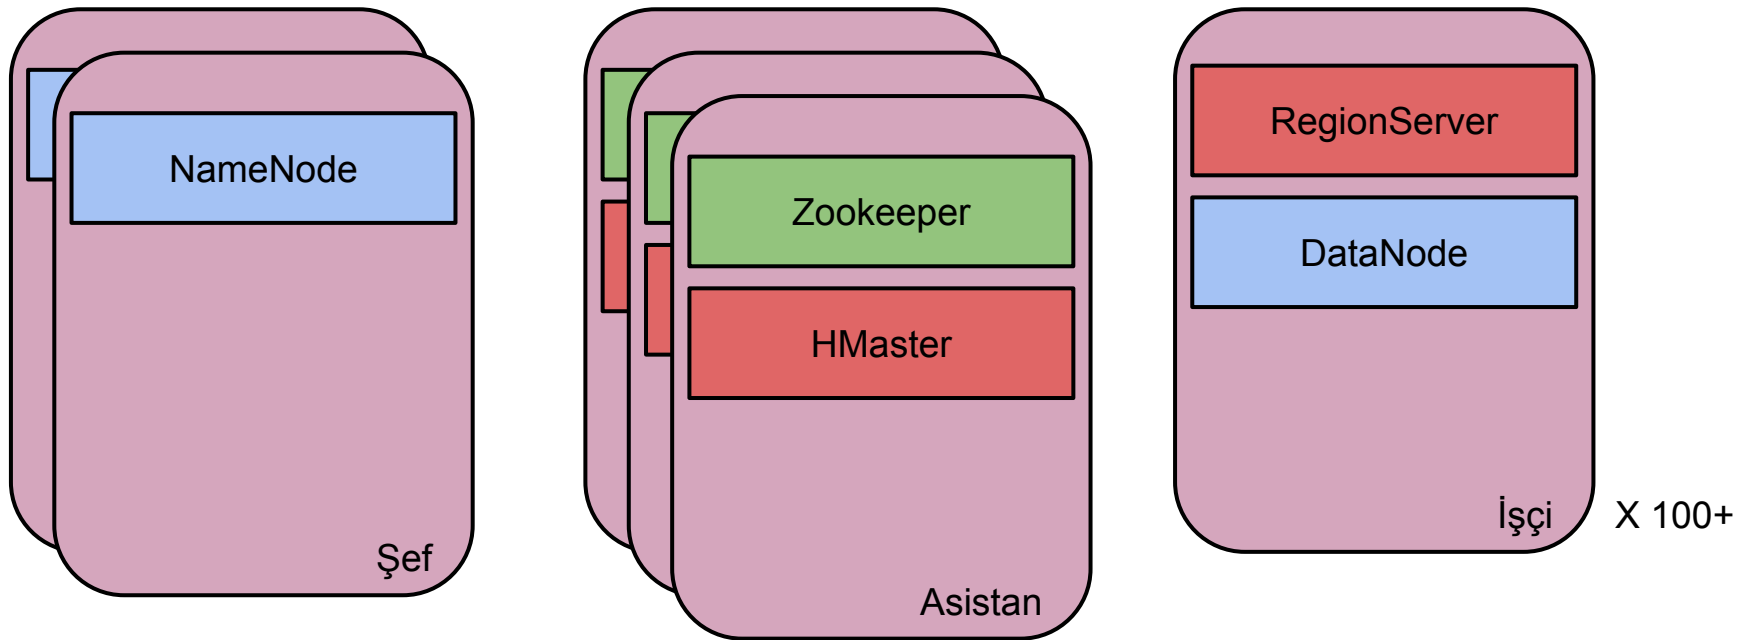 NameNode
Şef
Zookeeper
HMaster
Asistan
RegionServer
DataNode
İşçi
X 100+